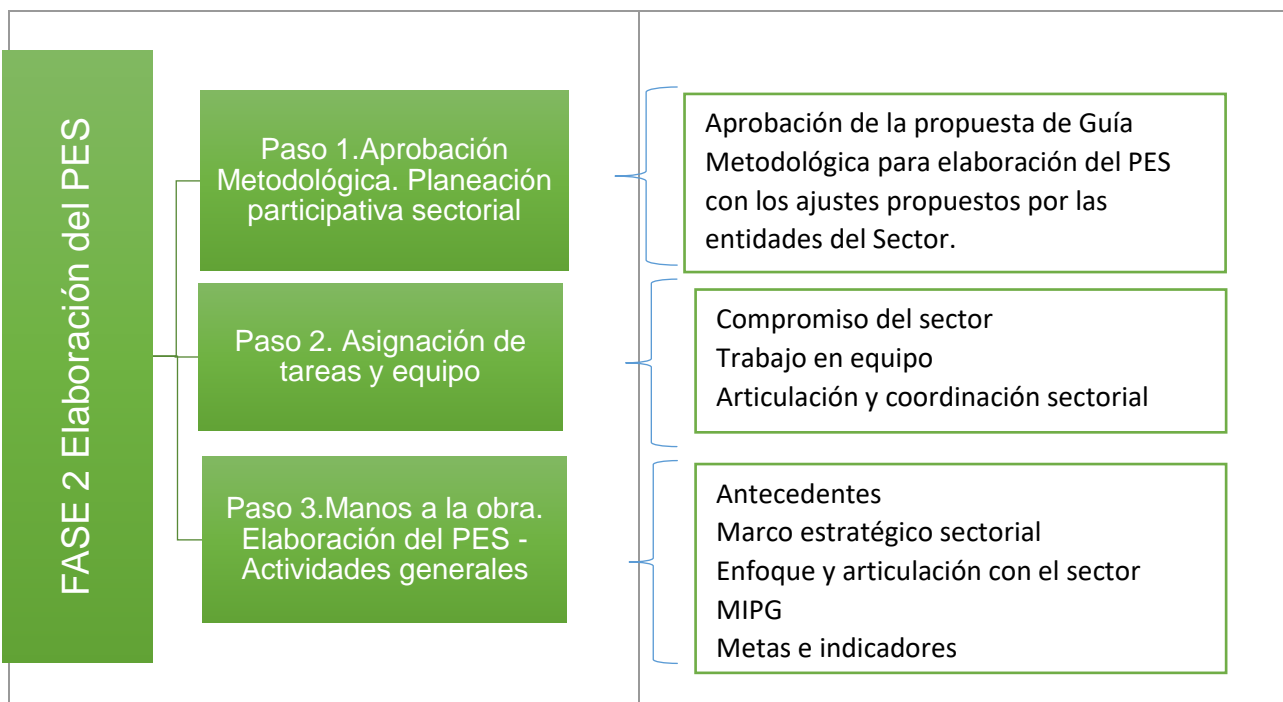 FASE 2 Elaboración del PES
Paso 1.Aprobación
Metodológica. Planeación
participativa sectorial
Aprobación de la propuesta de Guía
Metodológica para elaboración del PES
con los ajustes propuestos por las
entidades del Sector.
Paso 2. Asignación de
tareas y equipo
Compromiso del sector
Trabajo en equipo
Articulación y coordinación sectorial
Paso 3.Manos a la obra.
Elaboración del PES -
Actividades generales
Antecedentes
Marco estratégico sectorial
Enfoque y articulación con el sector
MIPG
Metas e indicadores